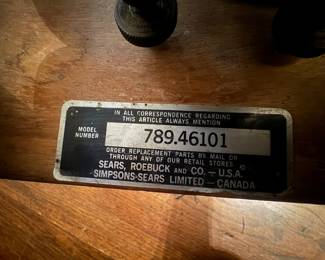 IN ALL CORRESPONDENCE REGARDING
THIS ARTICLE ALWAYS MENTION
MODEL NUMBER 789.46101
ORDER REPLACEMENT PARTS BY MAIL OR
THROUGH ANY OF OUR RETAIL STORES
SEARS, ROEBUCK AND CO. – U.S.A.
SIMPSONS-SEARS LIMITED – CANADA